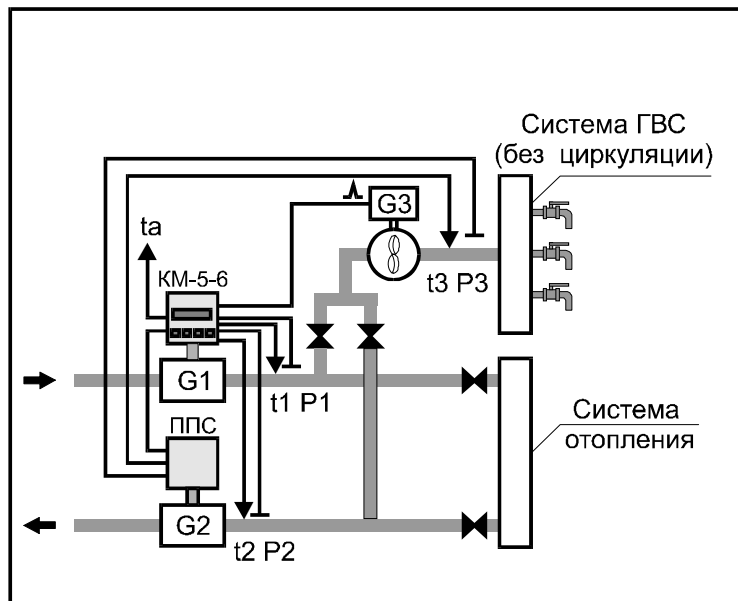 Система ГВС
(без циркуляции)
G3
ta
КМ-5-6
t3 P3
G1
t1 P1
ППС
Система
отопления
G2
t2 P2